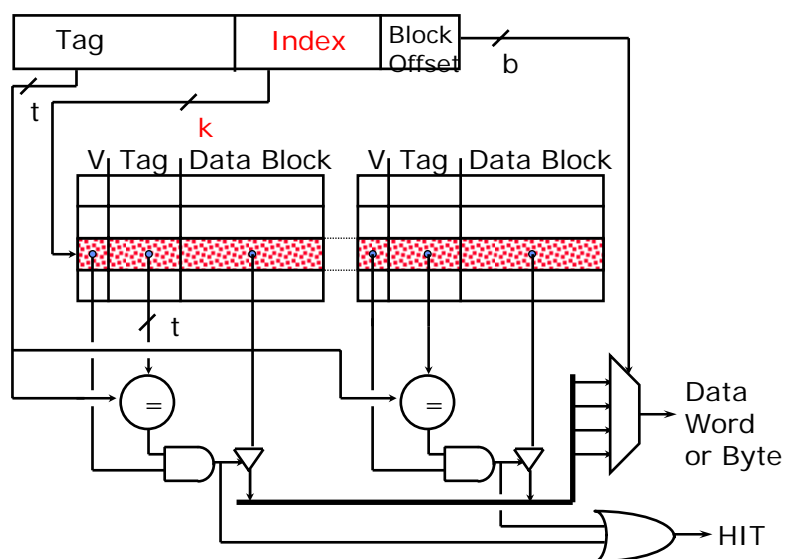 Tag
Index
Block
Offset
b
t
k
V Tag Data Block
V Tag Data Block
t
=
=
Data
Word
or Byte
HIT